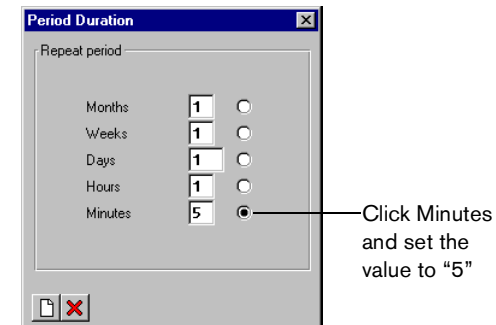 Period Duration
Repeat period
Months 1
Weeks 1
Days 1
Hours 1
Minutes 5
Click Minutes
and set the
value to “5”